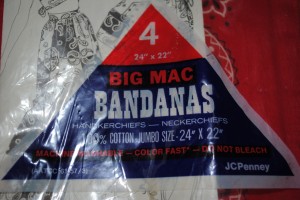 4
24" x 22"
BIG MAC
BANDANAS
HANDKERCHIEFS — NECKERCHIEFS
% COTTON - JUMBO SIZE - 24" X 22"
MACHINE WASHABLE — COLOR FAST — DO NOT BLEACH
JCPenney